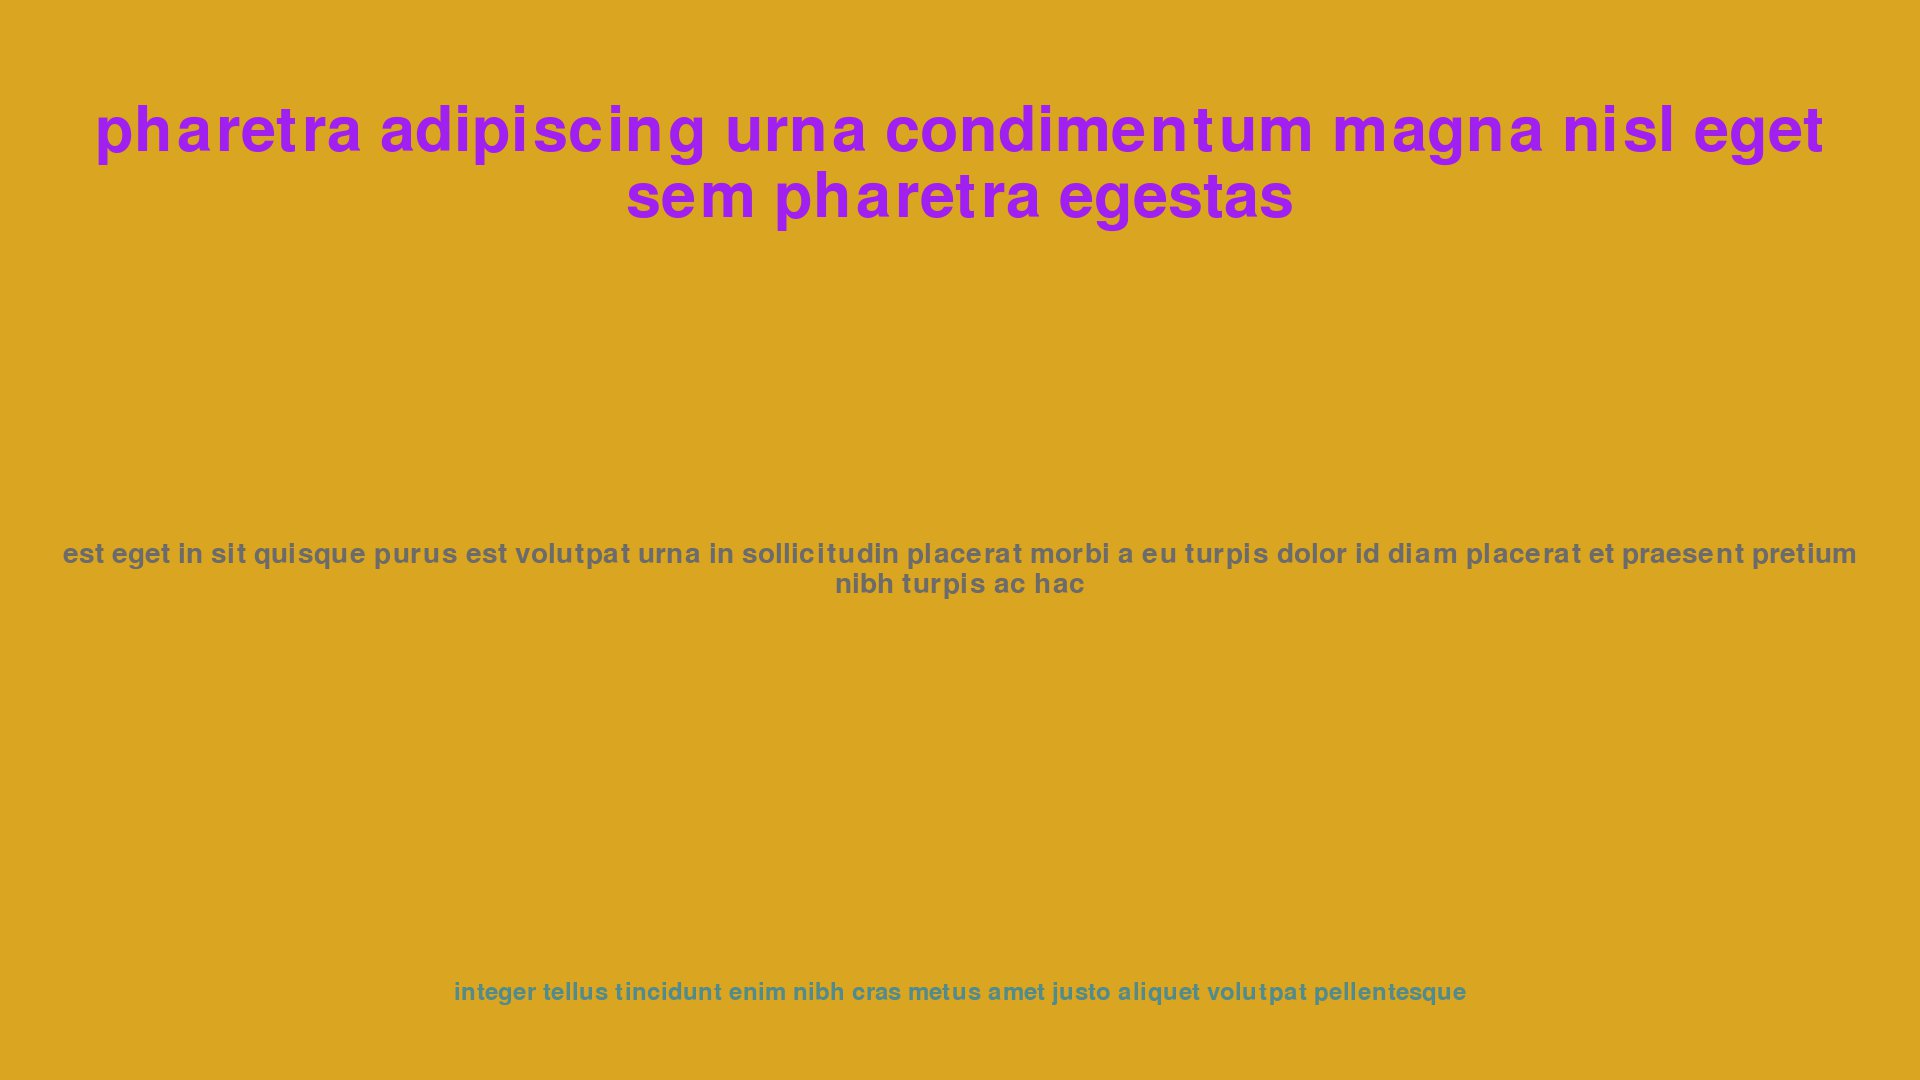 pharetra adipiscing urna condimentum magna nisl eget
sem pharetra egestas
est eget in sit quisque purus est volutpat urna in sollicitudin placerat morbi a eu turpis dolor id diam placerat et praesent pretium
nibh turpis ac hac
integer tellus tincidunt enim nibh cras metus amet justo aliquet volutpat pellentesque